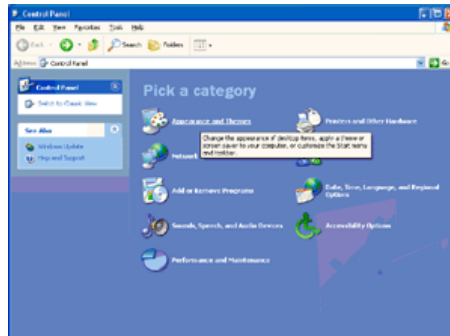 Control Panel
File Edit View Favorites Tools Help
Back Search Folders
Address Control Panel Go
Control Panel
Switch to Classic View
See Also
Windows Update
Help and Support
Pick a category
Appearance and Themes
Printers and Other Hardware
Change the appearance of desktop items, apply a theme or
screen saver to your computer, or customize the Start menu
and taskbar.
Network
Add or Remove Programs
Date, Time, Language, and Regional
Options
Sounds, Speech, and Audio Devices
Accessibility Options
Performance and Maintenance